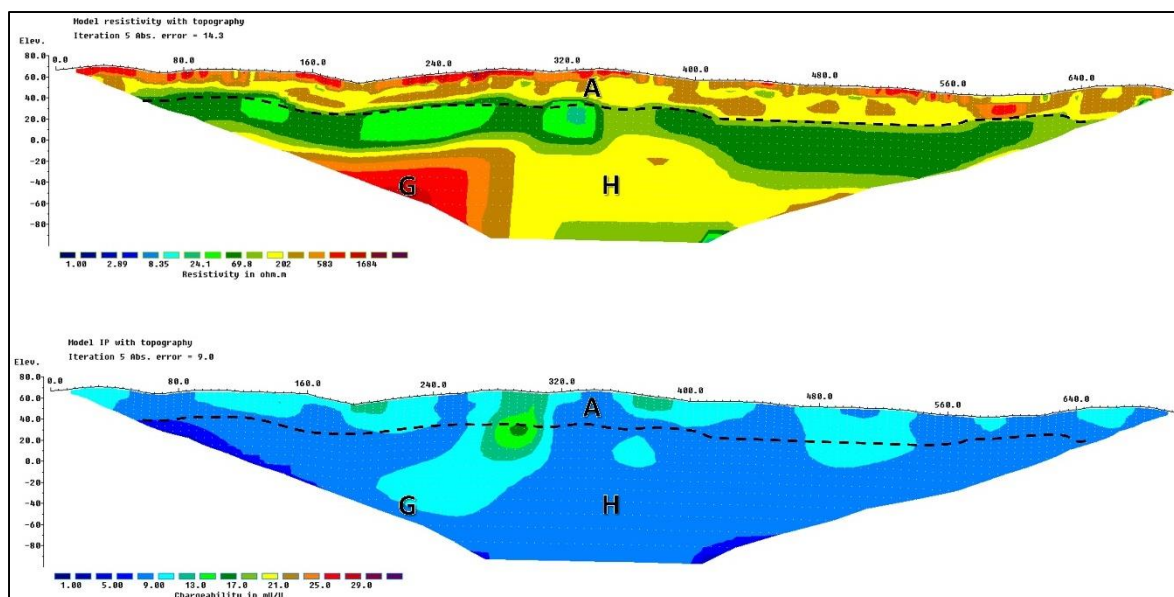 Model resistivity with topography
Iteration 5 Abs. error = 14.3
Elev.
80.0
60.0
40.0
20.0
0.0
-20
-40
-60
-80
0.0 80.0 160.0 240.0 320.0 400.0 480.0 560.0 640.0
A
G H
1.00 2.89 8.35 24.1 69.8 202 583 1684
Resistivity in ohm.m
Model IP with topography
Iteration 5 Abs. error = 9.0
Elev.
80.0
60.0
40.0
20.0
0.0
-20
-40
-60
-80
0.0 80.0 160.0 240.0 320.0 400.0 480.0 560.0 640.0
A
G H
1.00 5.00 9.00 13.0 17.0 21.0 25.0 29.0
Chargeability in mV/V